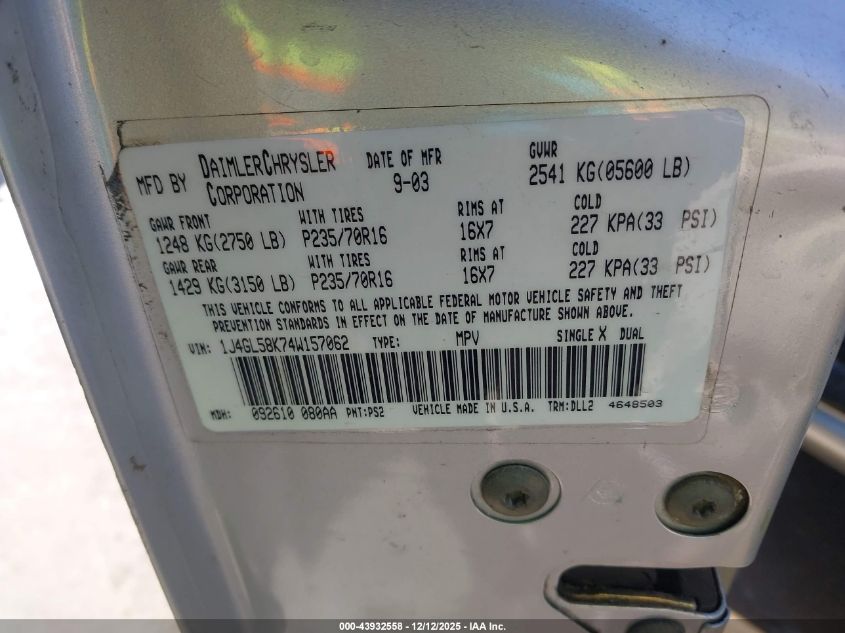 MFD BY DAIMLERCHRYSLER CORPORATION DATE OF MFR 9-03 GVWR 2541 KG(05600 LB)
GAWR FRONT WITH TIRES RIMS AT COLD
1248 KG(2750 LB) P235/70R16 16X7 227 KPA(33 PSI)
GAWR REAR WITH TIRES RIMS AT COLD
1429 KG(3150 LB) P235/70R16 16X7 227 KPA(33 PSI)
THIS VEHICLE CONFORMS TO ALL APPLICABLE FEDERAL MOTOR VEHICLE SAFETY AND THEFT
PREVENTION STANDARDS IN EFFECT ON THE DATE OF MANUFACTURE SHOWN ABOVE.
VIN: 1J4GL58K74W157062 TYPE: MPV SINGLE X DUAL
MDH: 092610 080AA PNT:PS2 VEHICLE MADE IN U.S.A. TRM:DLL2 4648503
000-43932558 • 12/12/2025 • IAA Inc.